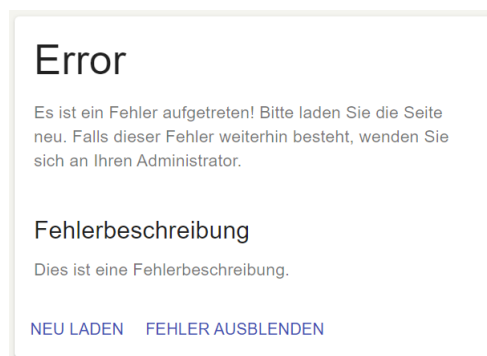 Error
Es ist ein Fehler aufgetreten! Bitte laden Sie die Seite
neu. Falls dieser Fehler weiterhin besteht, wenden Sie
sich an Ihren Administrator.
Fehlerbeschreibung
Dies ist eine Fehlerbeschreibung.
NEU LADEN FEHLER AUSBLENDEN